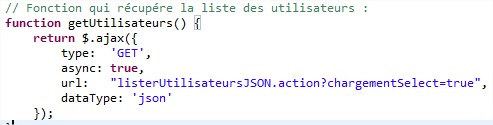 // Fonction qui récupére la liste des utilisateurs :
function getUtilisateurs() {
    return $.ajax({
        type:  'GET',
        async: true,
        url:   "listerUtilisateursJSON.action?chargementSelect=true",
        dataType: 'json'
    });